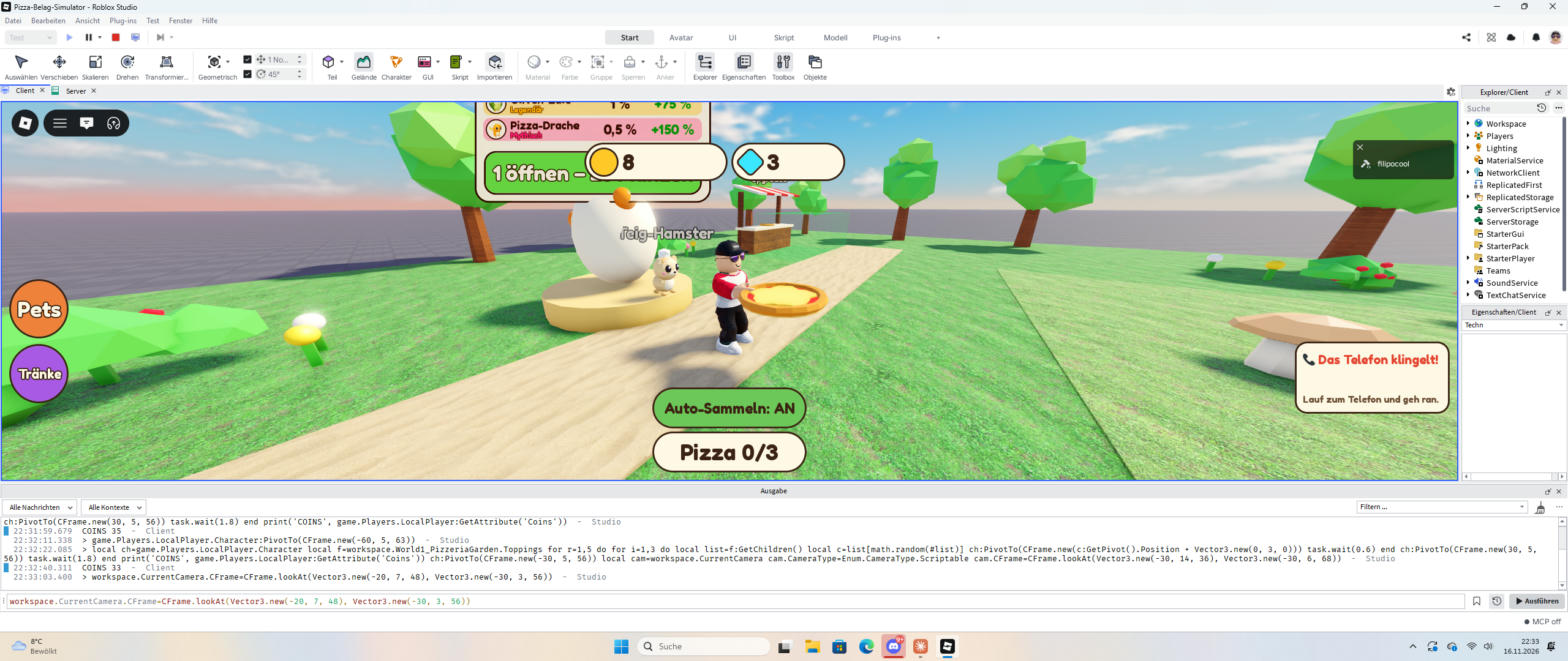 Pizza-Belag-Simulator - Roblox Studio
Datei Bearbeiten Ansicht Plug-ins Test Fenster Hilfe
Test
Start Avatar UI Skript Modell Plug-ins +
1 No...
45°
Auswählen Verschieben Skalieren Drehen Transformier... Geometrisch Teil Gelände Charakter GUI Skript Importieren Material Farbe Gruppe Sperren Anker Explorer Eigenschaften Toolbox Objekte
Client Server
Explorer/Client
Suche
Workspace
Players
Lighting
MaterialService
NetworkClient
ReplicatedFirst
ReplicatedStorage
ServerScriptService
ServerStorage
StarterGui
StarterPack
StarterPlayer
Teams
SoundService
TextChatService
Eigenschaften/Client
Techn
Legendär 1 % +75 %
Pizza-Drache 0,5 % +150 %
Mythisch
1 öffnen –
8
3
filipocool
eig-Hamster
Pets
Tränke
Das Telefon klingelt!
Lauf zum Telefon und geh ran.
Auto-Sammeln: AN
Pizza 0/3
Ausgabe
Alle Nachrichten Alle Kontexte Filtern ...
ch:PivotTo(CFrame.new(30, 5, 56)) task.wait(1.8) end print('COINS', game.Players.LocalPlayer:GetAttribute('Coins')) - Studio
22:31:59.679 COINS 35 - Client
22:32:11.338 > game.Players.LocalPlayer.Character:PivotTo(CFrame.new(-60, 5, 63)) - Studio
22:32:22.085 > local ch=game.Players.LocalPlayer.Character local f=workspace.World1_PizzeriaGarden.Toppings for r=1,5 do for i=1,3 do local list=f:GetChildren() local c=list[math.random(#list)] ch:PivotTo(CFrame.new(c:GetPivot().Position + Vector3.new(0, 3, 0))) task.wait(0.6) end ch:PivotTo(CFrame.new(30, 5,
56)) task.wait(1.8) end print('COINS', game.Players.LocalPlayer:GetAttribute('Coins')) ch:PivotTo(CFrame.new(-30, 5, 56)) local cam=workspace.CurrentCamera cam.CameraType=Enum.CameraType.Scriptable cam.CFrame=CFrame.lookAt(Vector3.new(-30, 14, 36), Vector3.new(-30, 6, 68)) - Studio
22:32:40.311 COINS 33 - Client
22:33:03.400 > workspace.CurrentCamera.CFrame=CFrame.lookAt(Vector3.new(-20, 7, 48), Vector3.new(-30, 3, 56)) - Studio
workspace.CurrentCamera.CFrame=CFrame.lookAt(Vector3.new(-20, 7, 48), Vector3.new(-30, 3, 56))
Ausführen
MCP off
8°C
Bewölkt
Suche
9+
22:33
16.11.2026